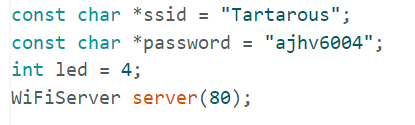 const char *ssid = "Tartarous";
const char *password = "ajhv6004";
int led = 4;
WiFiServer server(80);